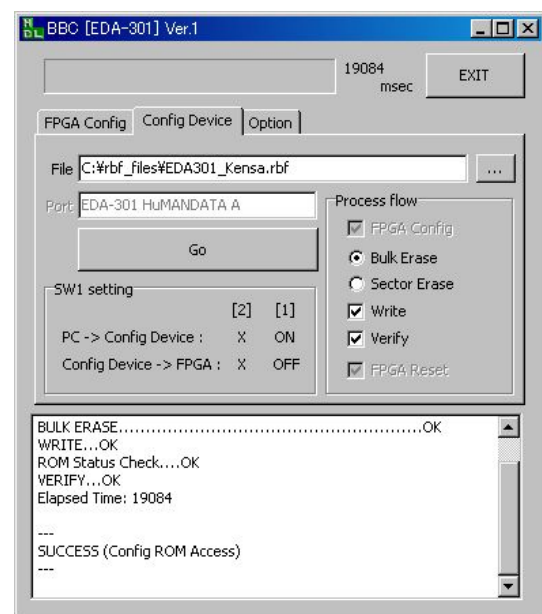 BBC [EDA-301] Ver.1
19084
msec
EXIT
FPGA Config
Config Device
Option
File
C:¥rbf_files¥EDA301_Kensa.rbf
...
Port
EDA-301 HuMANDATA A
Go
Process flow
FPGA Config
Bulk Erase
Sector Erase
Write
Verify
FPGA Reset
SW1 setting
[2] [1]
PC -> Config Device : X ON
Config Device -> FPGA : X OFF
BULK ERASE......................................................OK
WRITE...OK
ROM Status Check....OK
VERIFY...OK
Elapsed Time: 19084
---
SUCCESS (Config ROM Access)
---